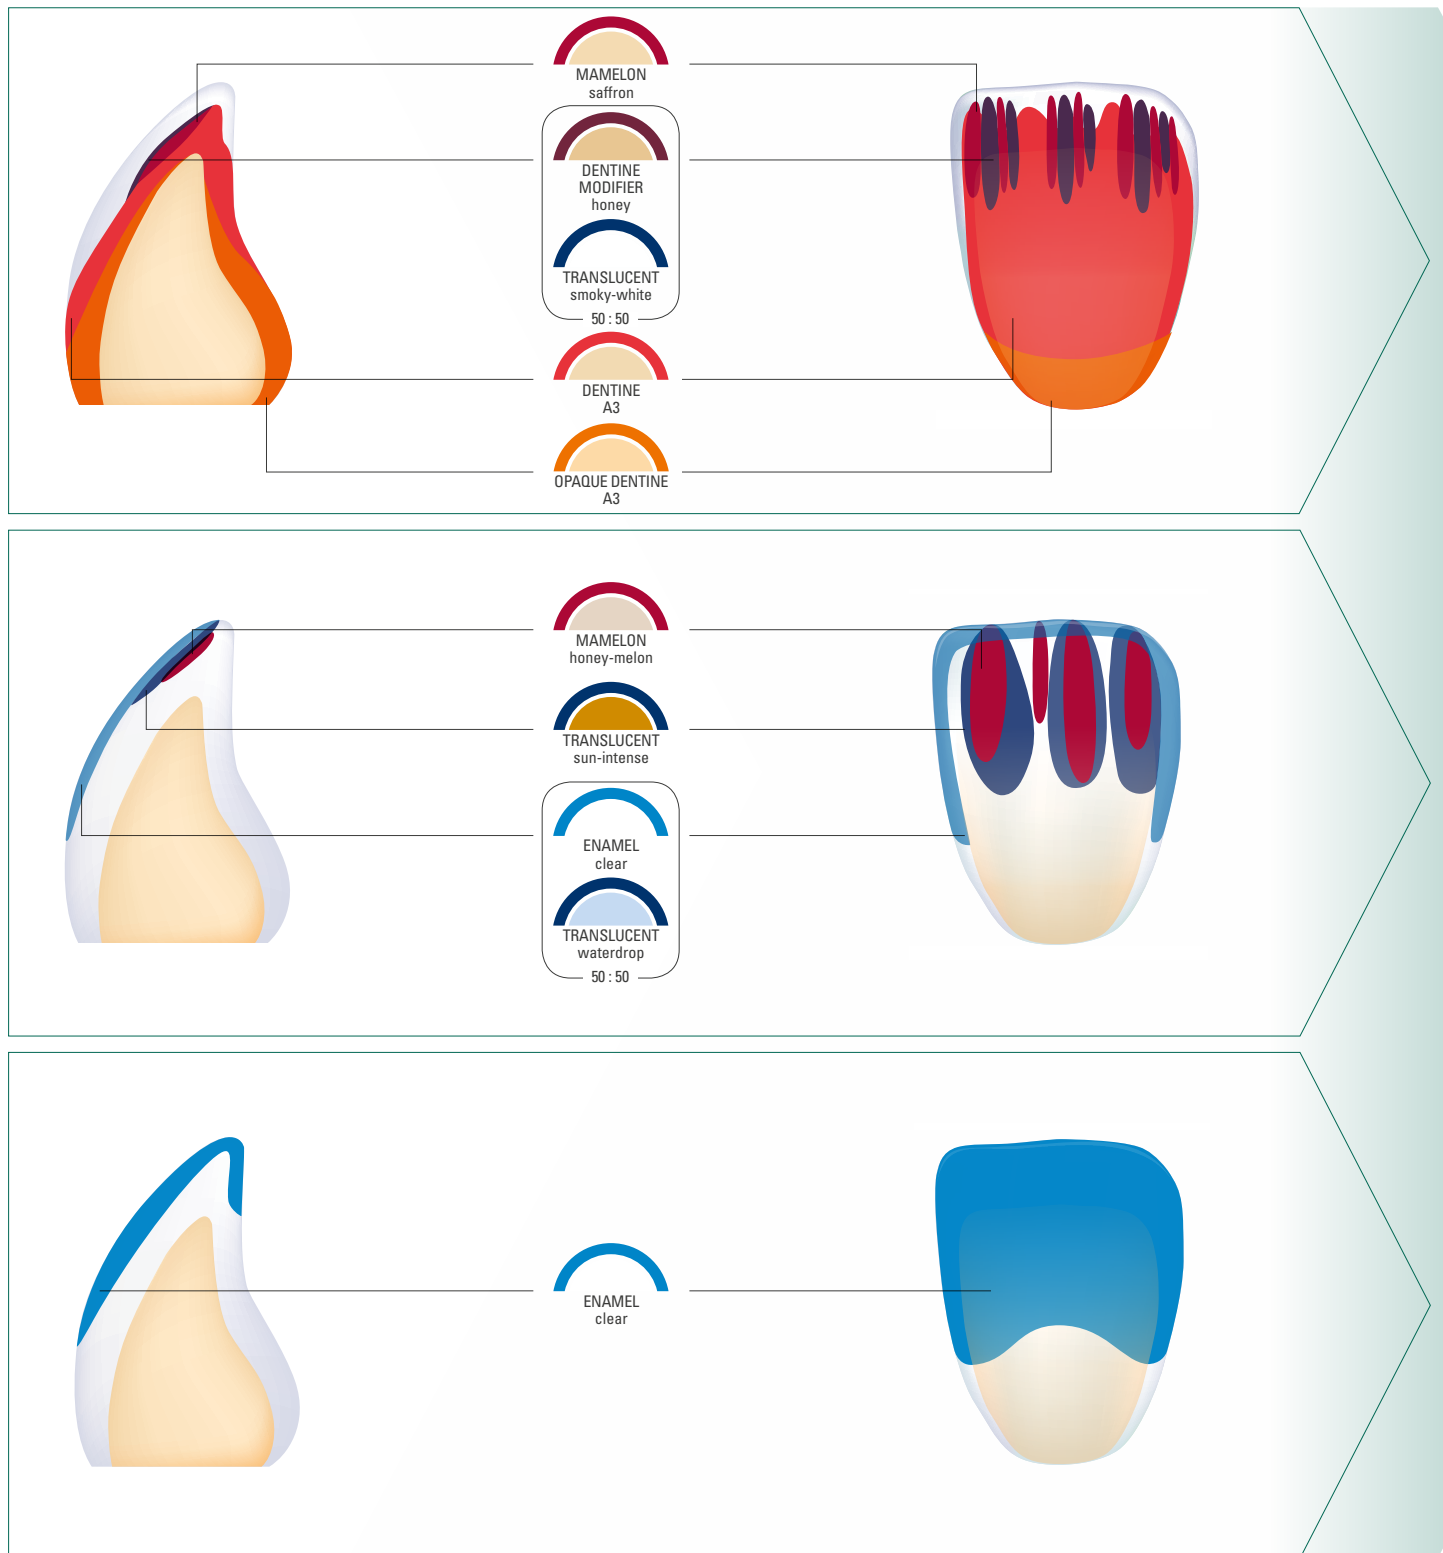 MAMELON
saffron
DENTINE
MODIFIER
honey
TRANSLUCENT
smoky-white
50 : 50
DENTINE
A3
OPAQUE DENTINE
A3
MAMELON
honey-melon
TRANSLUCENT
sun-intense
ENAMEL
clear
TRANSLUCENT
waterdrop
50 : 50
ENAMEL
clear